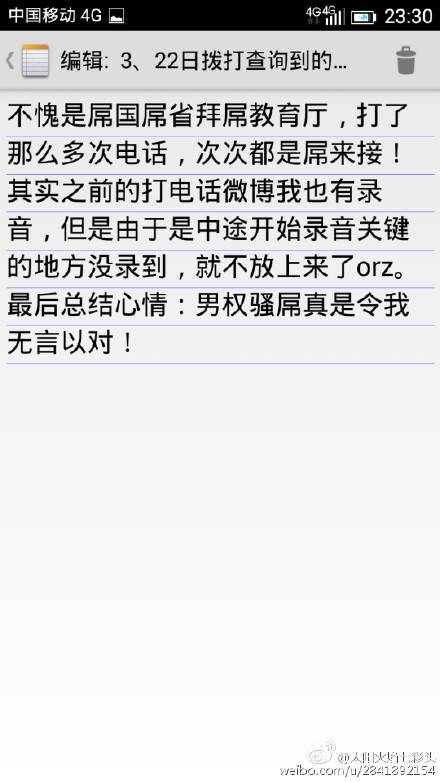 中国移动 4G 4G 4G 23:30
编辑: 3、22日拨打查询到的...
不愧是屌国屌省拜屌教育厅，打了
那么多次电话，次次都是屌来接！
其实之前的打电话微博我也有录
音，但是由于是中途开始录音关键
的地方没录到，就不放上来了orz。
最后总结心情：男权骚屌真是令我
无言以对！
weibo.com/u/2841892154